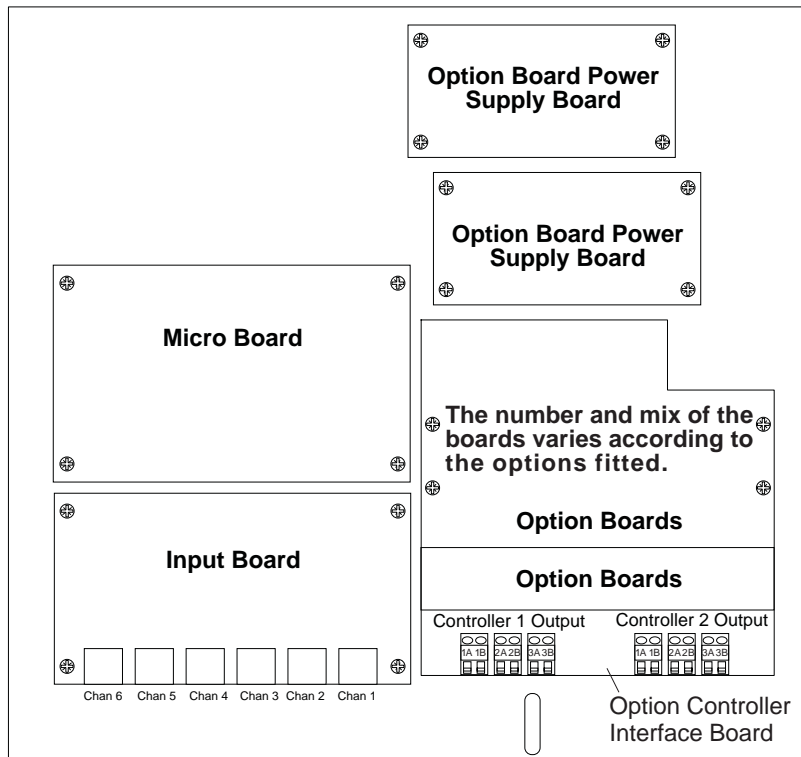 Option Board Power
Supply Board
Option Board Power
Supply Board
Micro Board
The number and mix of the
boards varies according to
the options fitted.
Option Boards
Input Board
Option Boards
Controller 1 Output
Controller 2 Output
1A 1B 2A 2B 3A 3B
1A 1B 2A 2B 3A 3B
Chan 6 Chan 5 Chan 4 Chan 3 Chan 2 Chan 1
Option Controller
Interface Board